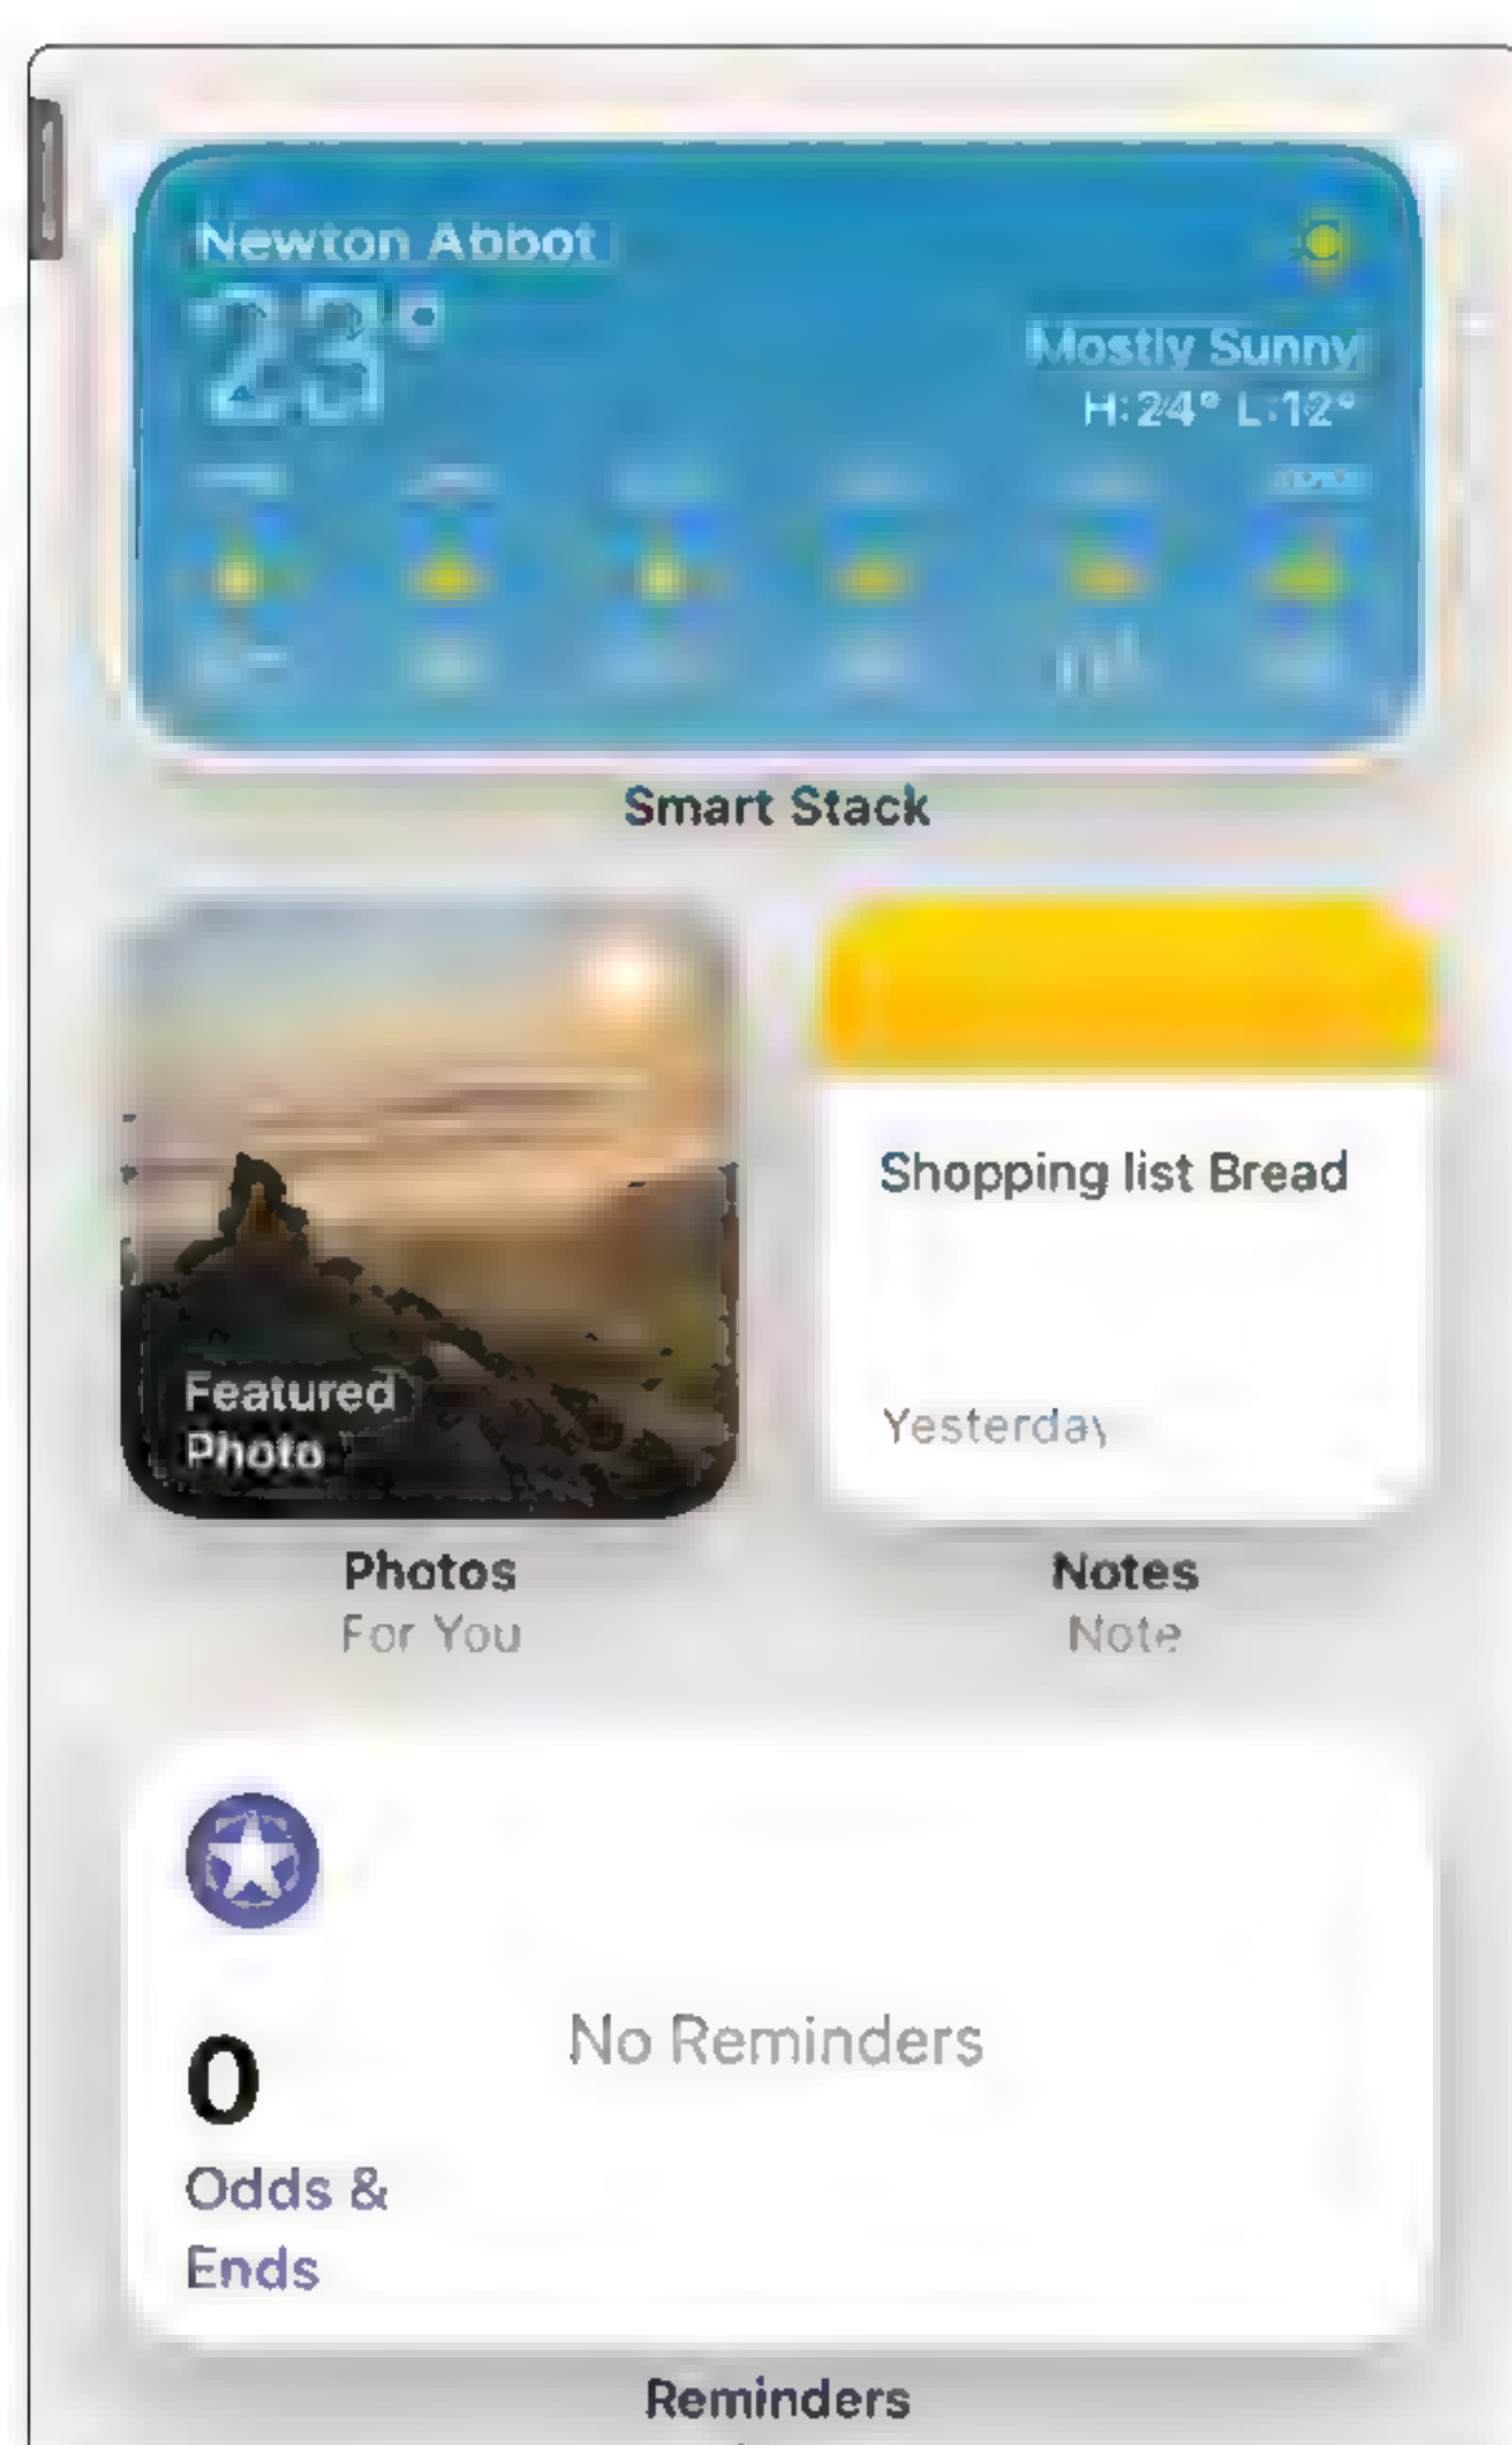 Newton Abbot
23°
Mostly Sunny
H:24° L:12°
Smart Stack
Shopping list Bread
Yesterday
Featured
Photo
Photos
For You
Notes
Note
0
No Reminders
Odds &
Ends
Reminders